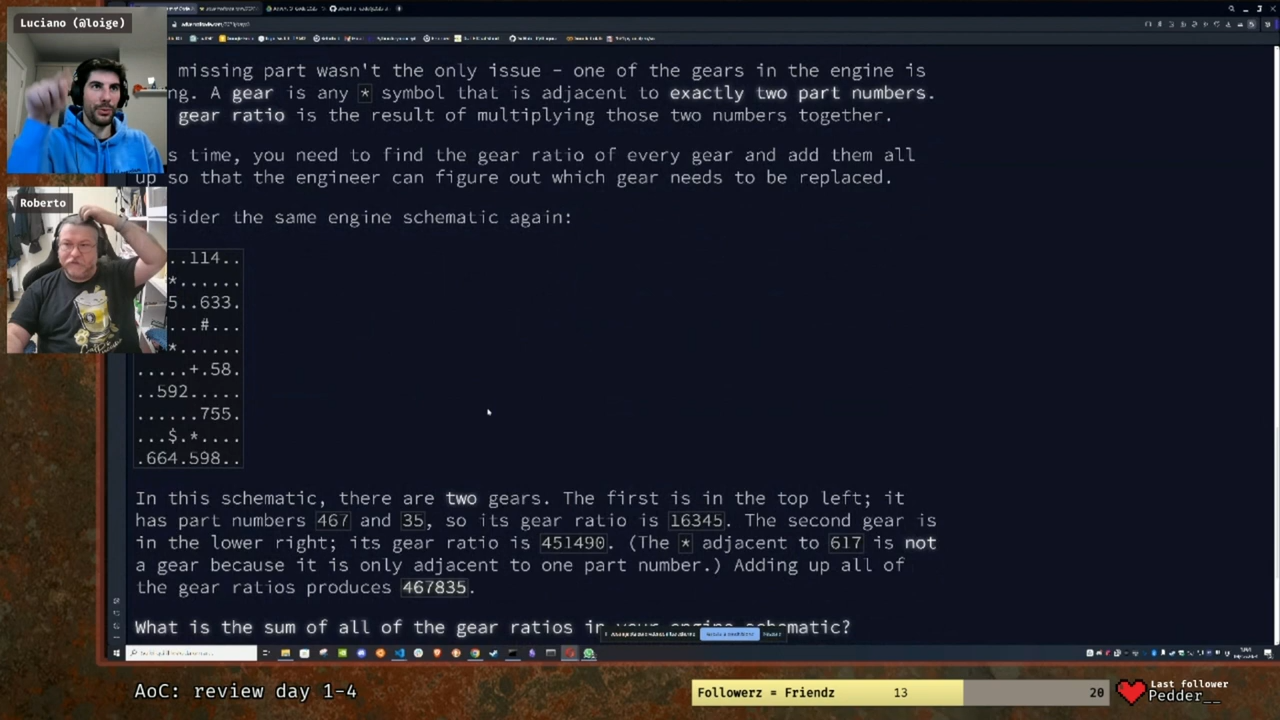 Luciano (@loige)
Roberto
missing part wasn't the only issue - one of the gears in the engine is
ng. A gear is any * symbol that is adjacent to exactly two part numbers.
gear ratio is the result of multiplying those two numbers together.
s time, you need to find the gear ratio of every gear and add them all
up so that the engineer can figure out which gear needs to be replaced.
sider the same engine schematic again:
..114..
*......
5..633.
...#...
*......
.....+.58.
..592.....
......755.
...$.*....
.664.598..
In this schematic, there are two gears. The first is in the top left; it
has part numbers 467 and 35, so its gear ratio is 16345. The second gear is
in the lower right; its gear ratio is 451490. (The * adjacent to 617 is not
a gear because it is only adjacent to one part number.) Adding up all of
the gear ratios produces 467835.
What is the sum of all of the gear ratios in your engine schematic?
AoC: review day 1-4
Followerz = Friendz 13 20
Last follower
Pedder__